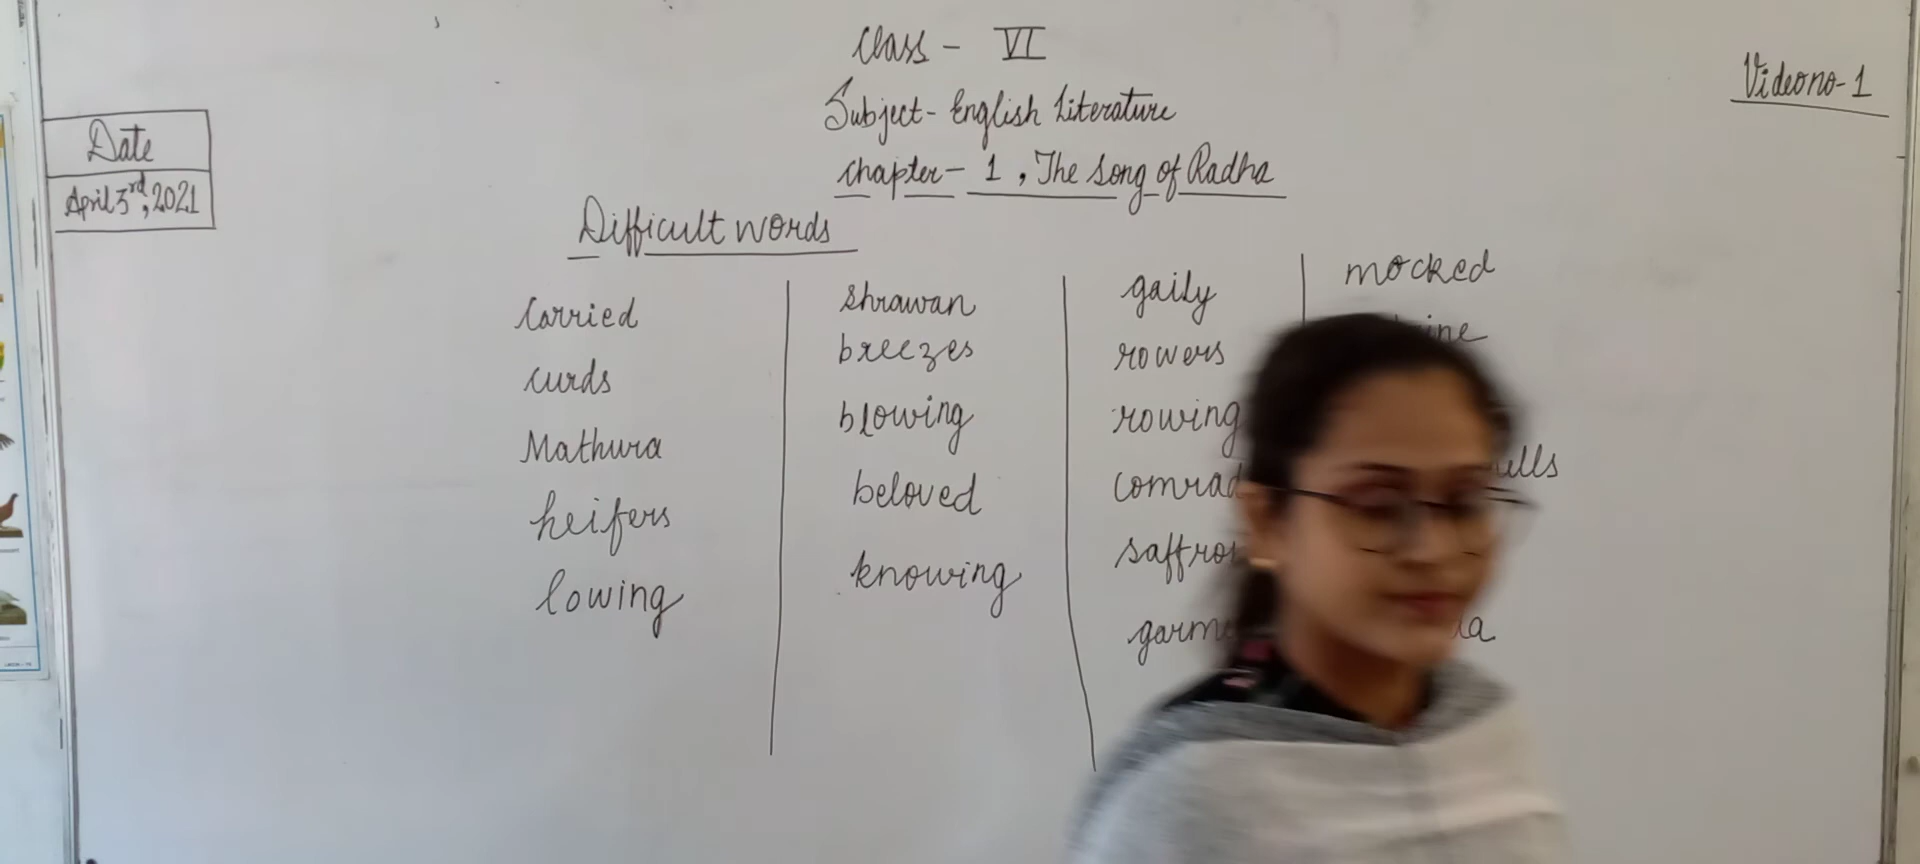 Class - VI
Subject - English Literature
Chapter - 1, The Song of Radha
Video no - 1
Date
April 3rd, 2021
Difficult words
Carried
curds
Mathura
heifers
lowing
Shrawan
breezes
blowing
beloved
knowing
gaily
rowers
rowing
mocked